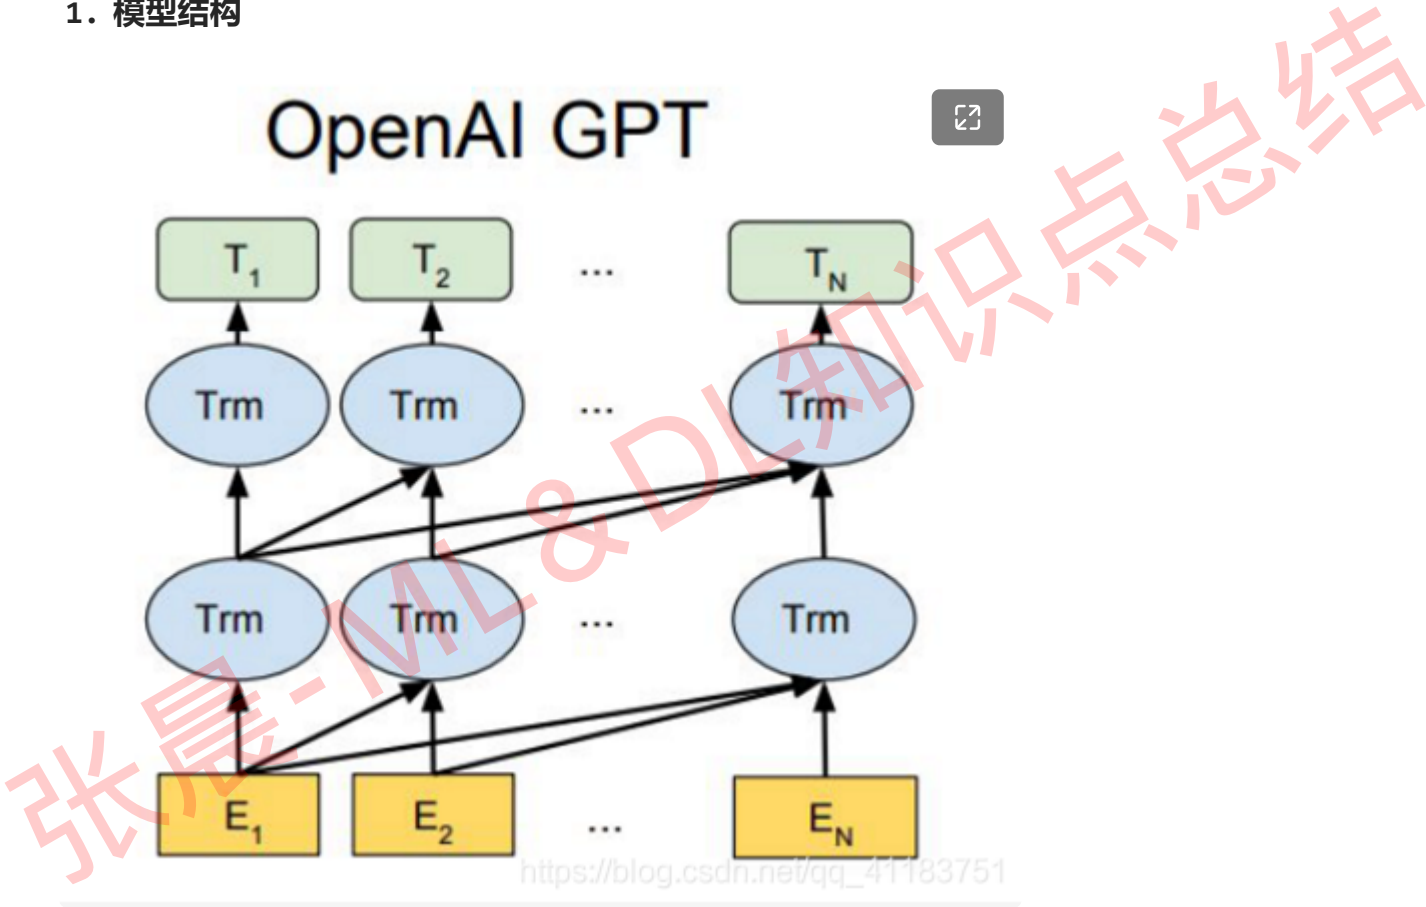 1. 模型结构
OpenAI GPT
T1 T2 ... TN
Trm Trm ... Trm
Trm Trm ... Trm
E1 E2 ... EN
https://blog.csdn.net/qq_41183751
张晨-ML&DL知识点总结